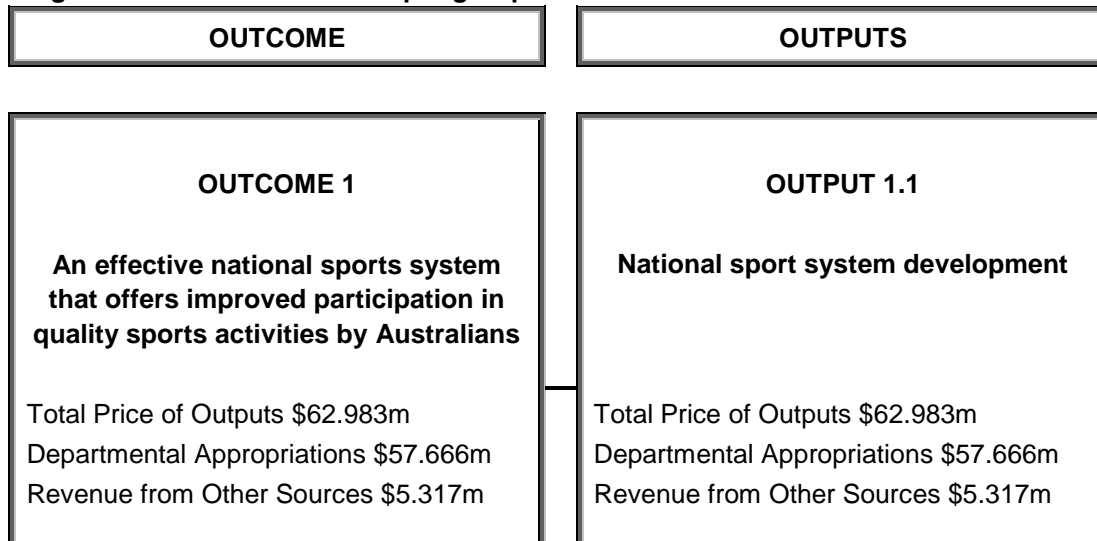 OUTCOME
OUTPUTS
OUTCOME 1
An effective national sports system
that offers improved participation in
quality sports activities by Australians
Total Price of Outputs $62.983m
Departmental Appropriations $57.666m
Revenue from Other Sources $5.317m
OUTPUT 1.1
National sport system development
Total Price of Outputs $62.983m
Departmental Appropriations $57.666m
Revenue from Other Sources $5.317m